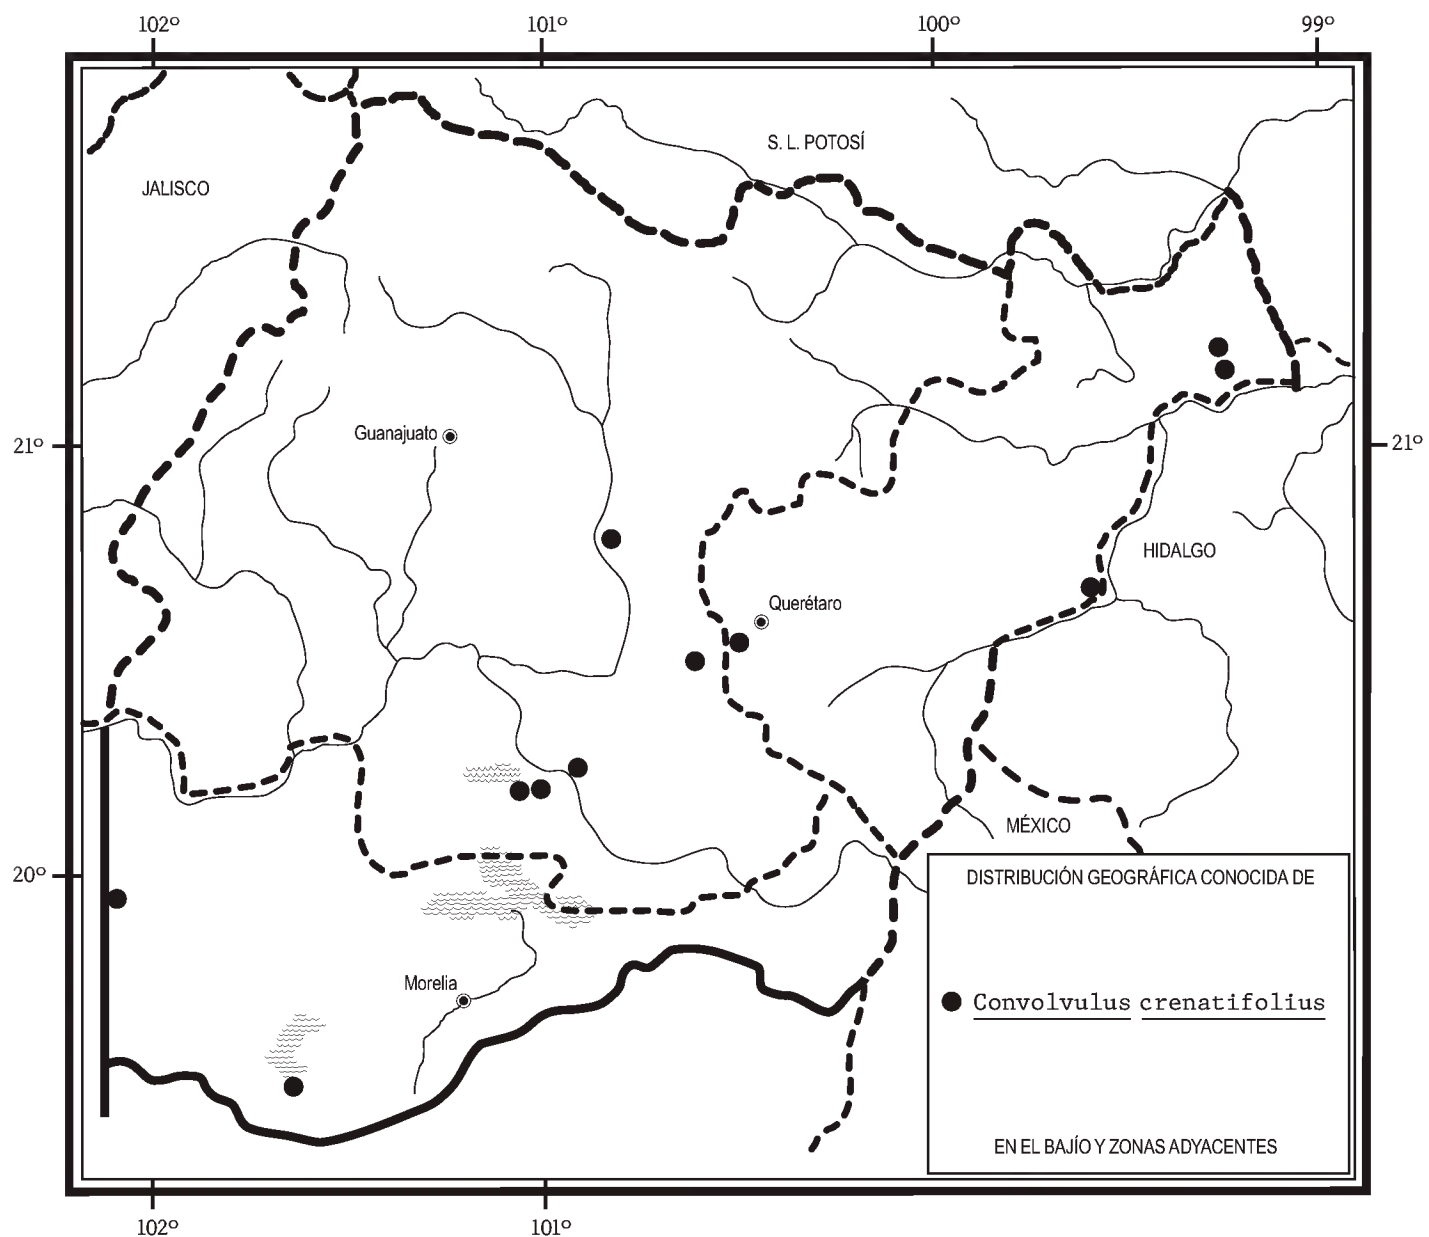 102º 101º 100º 99º
S. L. POTOSÍ
JALISCO
Guanajuato
21º 21º
HIDALGO
Querétaro
MÉXICO
20º
DISTRIBUCIÓN GEOGRÁFICA CONOCIDA DE
Morelia
Convolvulus crenatifolius
EN EL BAJÍO Y ZONAS ADYACENTES
102º 101º